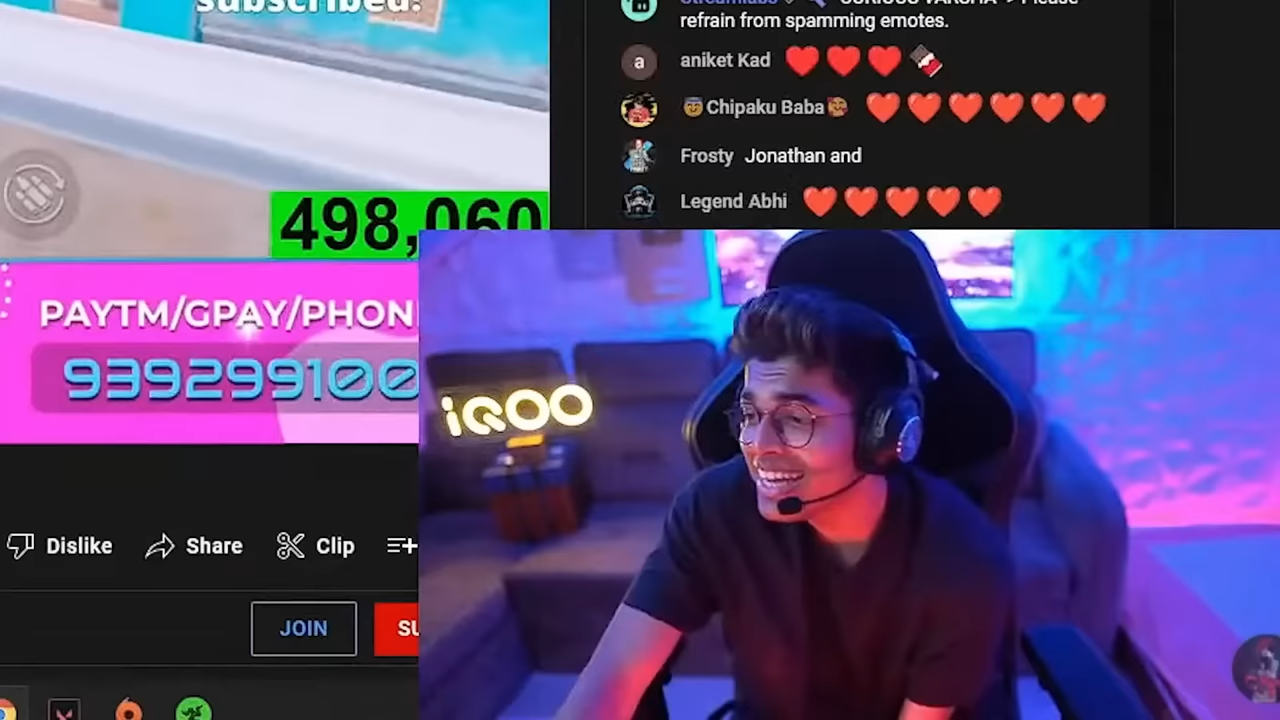 subscribed!
refrain from spamming emotes.
a aniket Kad
Chipaku Baba
Frosty Jonathan and
Legend Abhi
498,060
PAYTM/GPAY/PHON
939299100
iQOO
Dislike Share Clip
JOIN SU